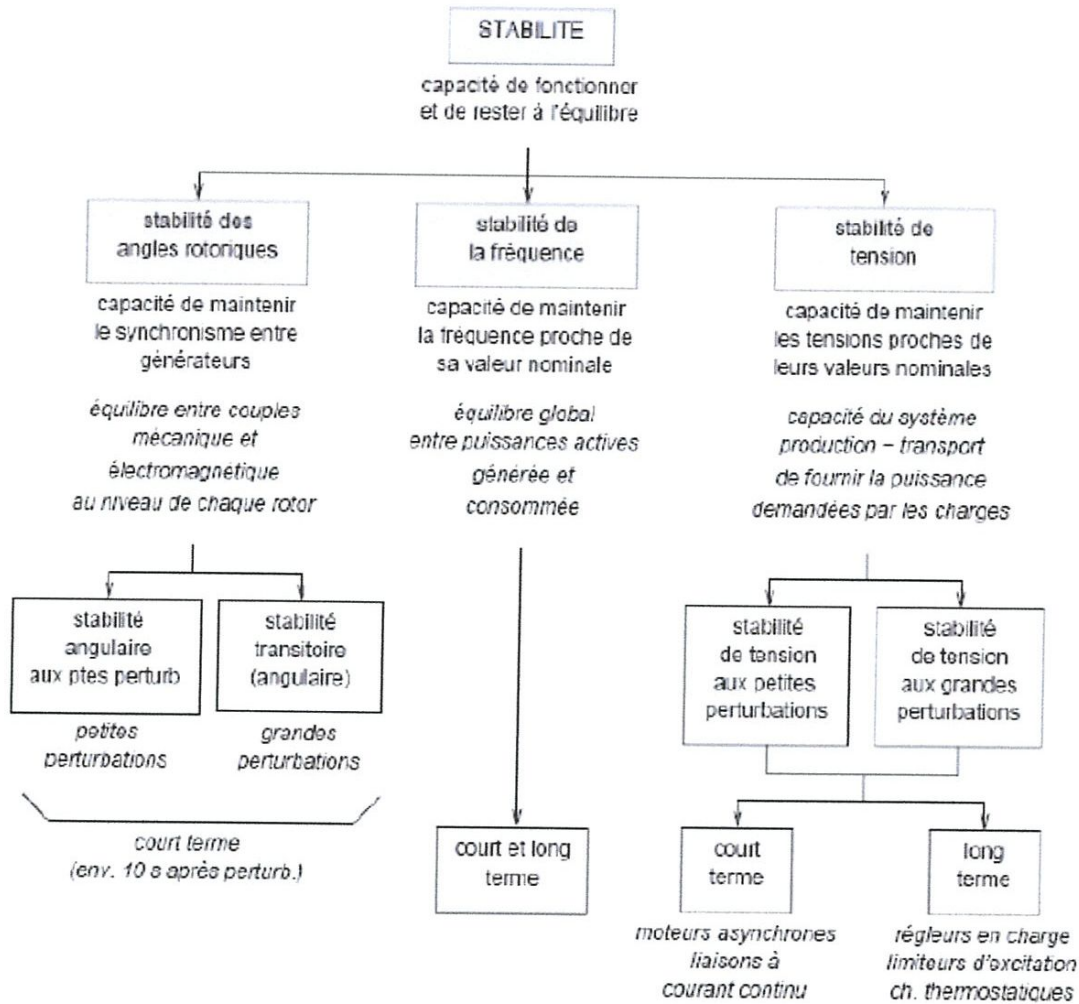 STABILITE
capacité de fonctionner
et de rester à l'équilibre
stabilité des
angles rotoriques
capacité de maintenir
le synchronisme entre
générateurs
équilibre entre couples
mécanique et
électromagnétique
au niveau de chaque rotor
stabilité de
la fréquence
capacité de maintenir
la fréquence proche de
sa valeur nominale
équilibre global
entre puissances actives
générée et
consommée
stabilité de
tension
capacité de maintenir
les tensions proches de
leurs valeurs nominales
capacité du système
production – transport
de fournir la puissance
demandées par les charges
stabilité
angulaire
aux ptes perturb
petites
perturbations
stabilité
transitoire
(angulaire)
grandes
perturbations
court terme
(env. 10 s après perturb.)
court et long
terme
stabilité
de tension
aux petites
perturbations
stabilité
de tension
aux grandes
perturbations
court
terme
moteurs asynchrones
liaisons à
courant continu
long
terme
régleurs en charge
limiteurs d'excitation
ch. thermostatiques